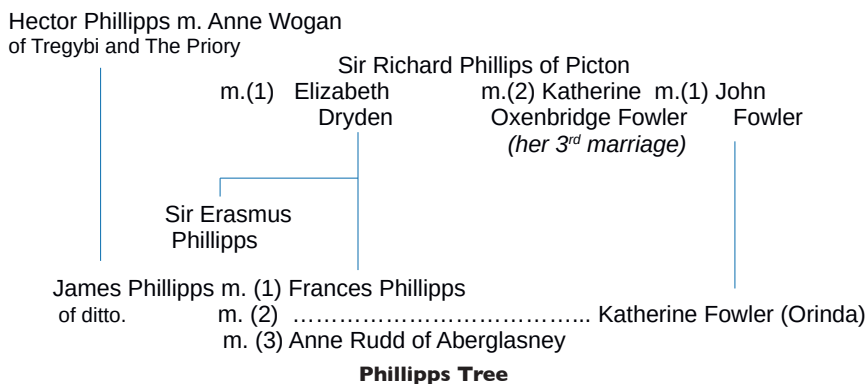 Hector Phillipps m. Anne Wogan
of Tregybi and The Priory
Sir Richard Phillips of Picton
m.(1) Elizabeth m.(2) Katherine m.(1) John
Dryden Oxenbridge Fowler Fowler
(her 3rd marriage)
Sir Erasmus
Phillipps
James Phillipps m. (1) Frances Phillipps
of ditto. m. (2) …………………………………... Katherine Fowler (Orinda)
m. (3) Anne Rudd of Aberglasney
Phillipps Tree